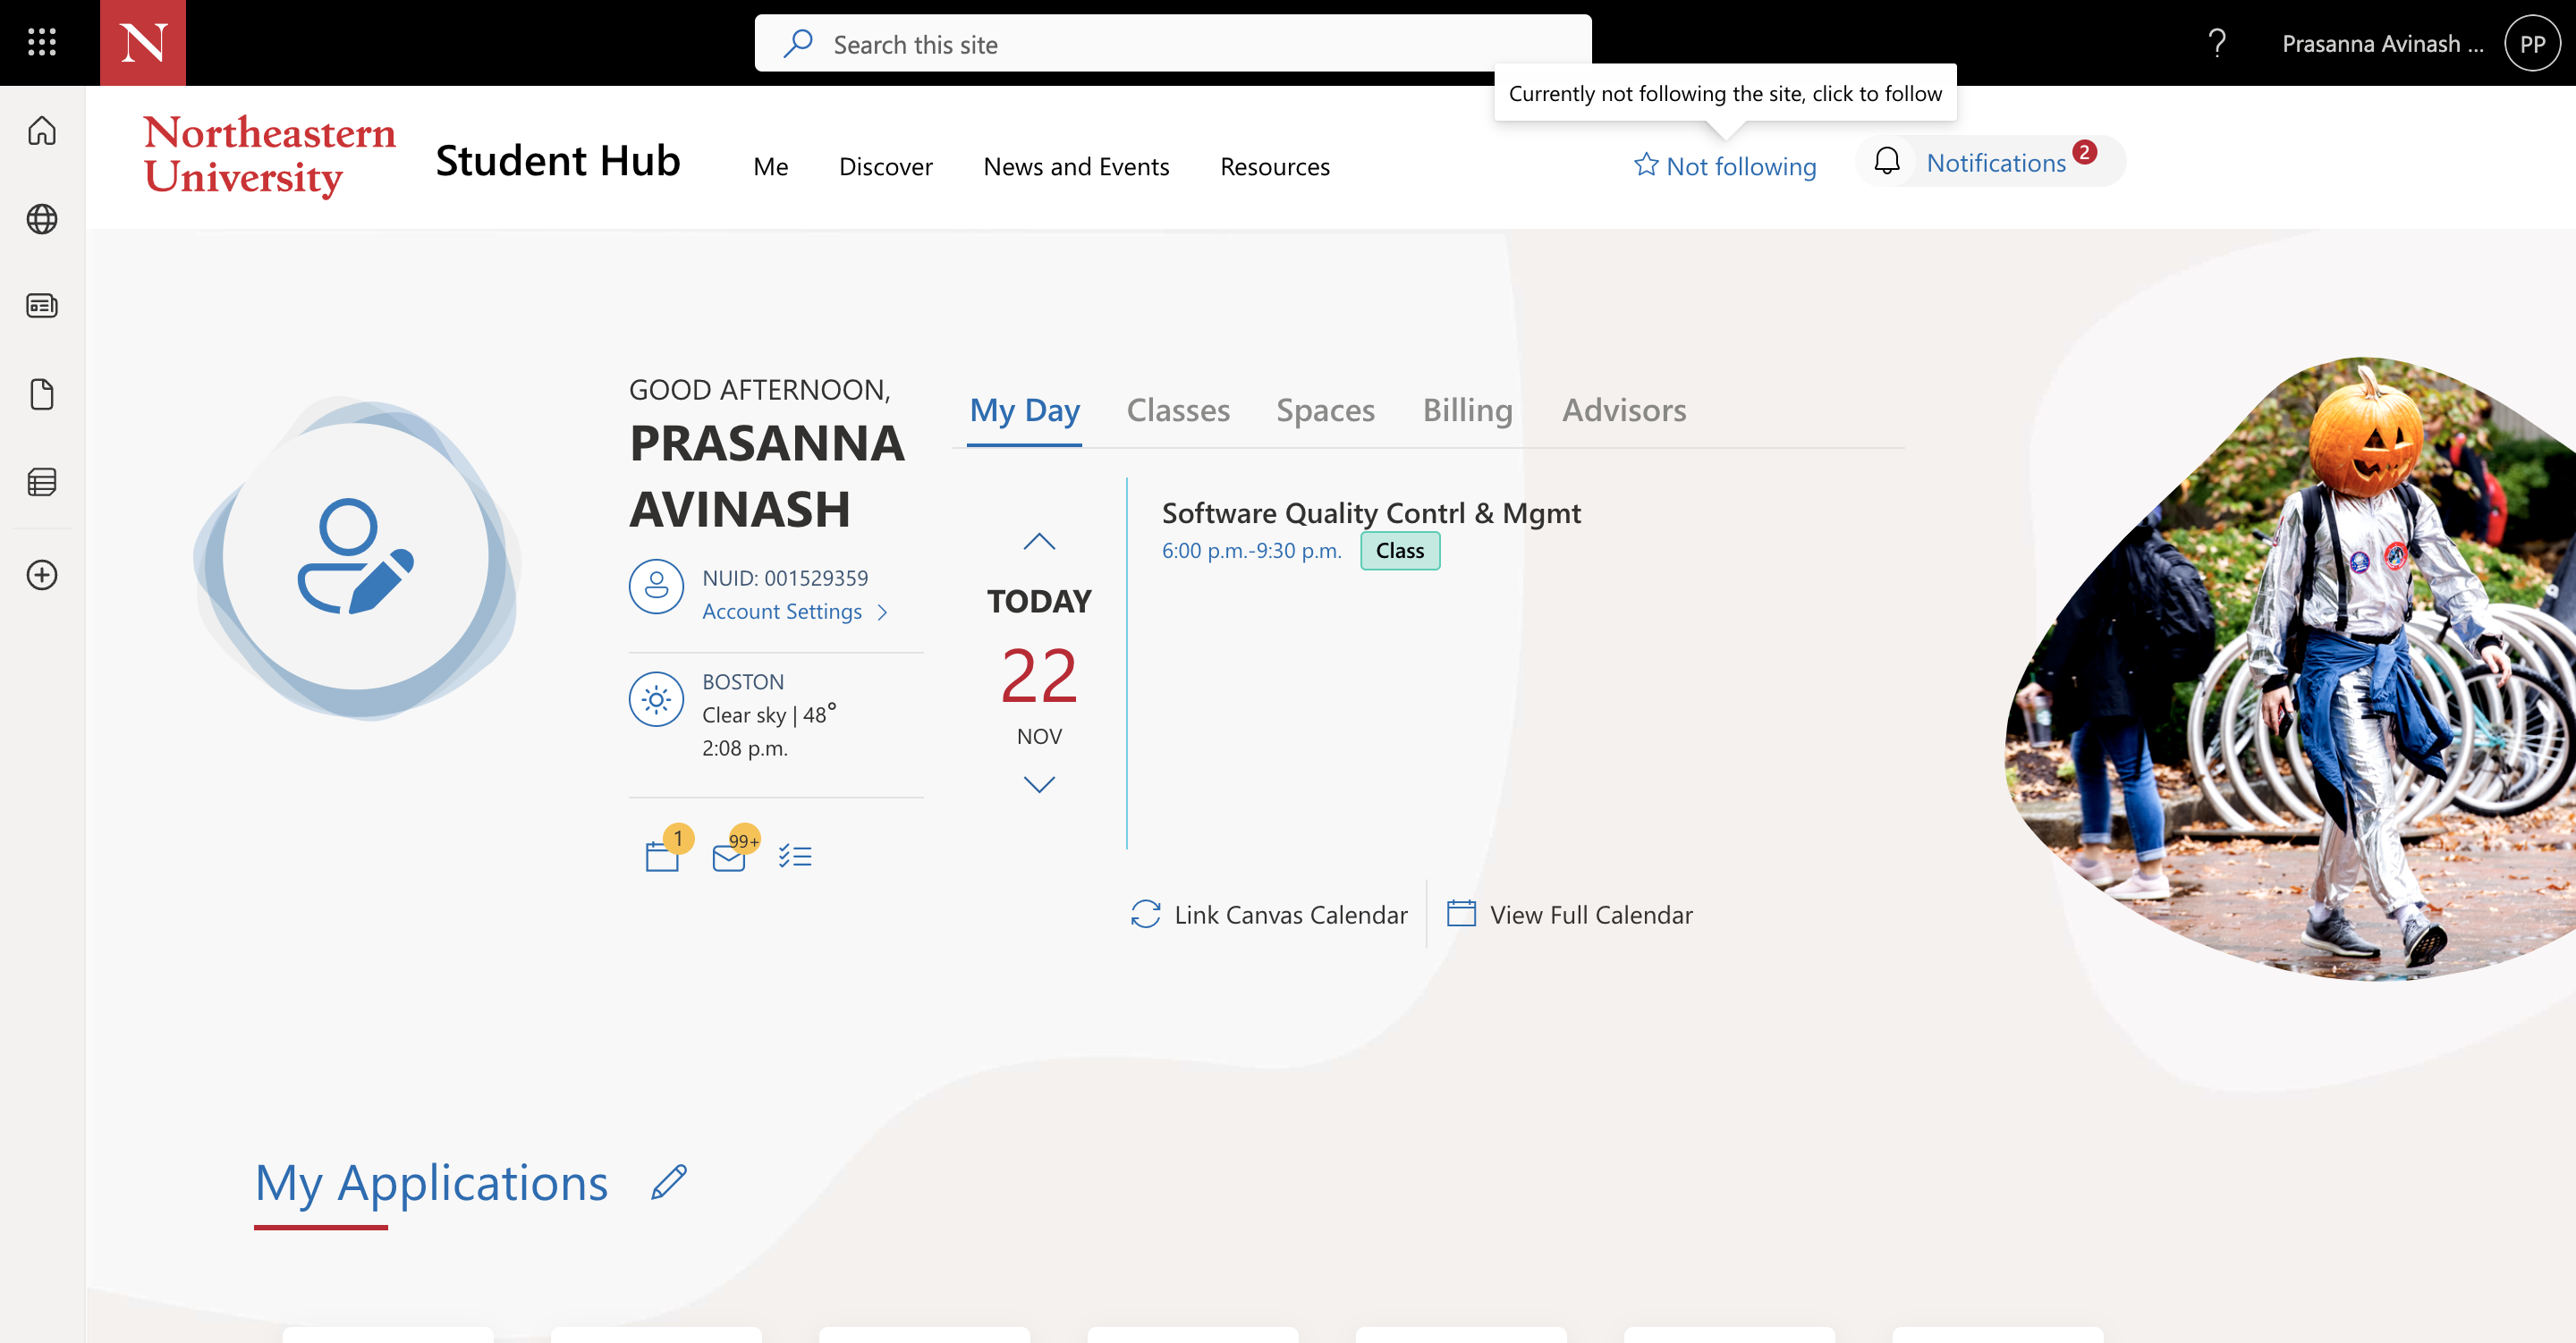 N
Search this site
?
Prasanna Avinash ...
PP
Currently not following the site, click to follow
Northeastern
University
Student Hub
Me
Discover
News and Events
Resources
Not following
Notifications
2
GOOD AFTERNOON,
PRASANNA
AVINASH
NUID: 001529359
Account Settings
BOSTON
Clear sky | 48°
2:08 p.m.
1
99+
My Day
Classes
Spaces
Billing
Advisors
TODAY
22
NOV
Software Quality Contrl & Mgmt
6:00 p.m.-9:30 p.m.
Class
Link Canvas Calendar
View Full Calendar
My Applications